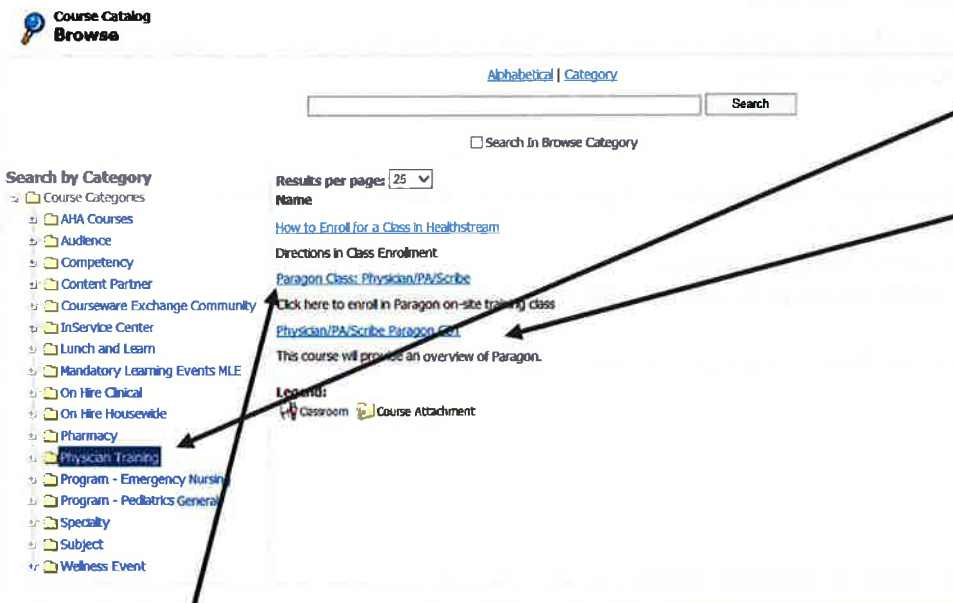 Course Catalog
Browse
Alphabetical | Category
Search
Search In Browse Category
Search by Category
Course Categories
AHA Courses
Audience
Competency
Content Partner
Courseware Exchange Community
InService Center
Lunch and Learn
Mandatory Learning Events MLE
On Hire Clinical
On Hire Housewide
Pharmacy
Physician Training
Program - Emergency Nursing
Program - Pediatrics General
Specialty
Subject
Wellness Event
Results per page: 25
Name
How to Enroll for a Class in Healthstream
Directions in Class Enrollment
Paragon Class: Physician/PA/Scribe
Click here to enroll in Paragon on-site training class
Physician/PA/Scribe Paragon CBT
This course will provide an overview of Paragon.
Legend:
Classroom Course Attachment